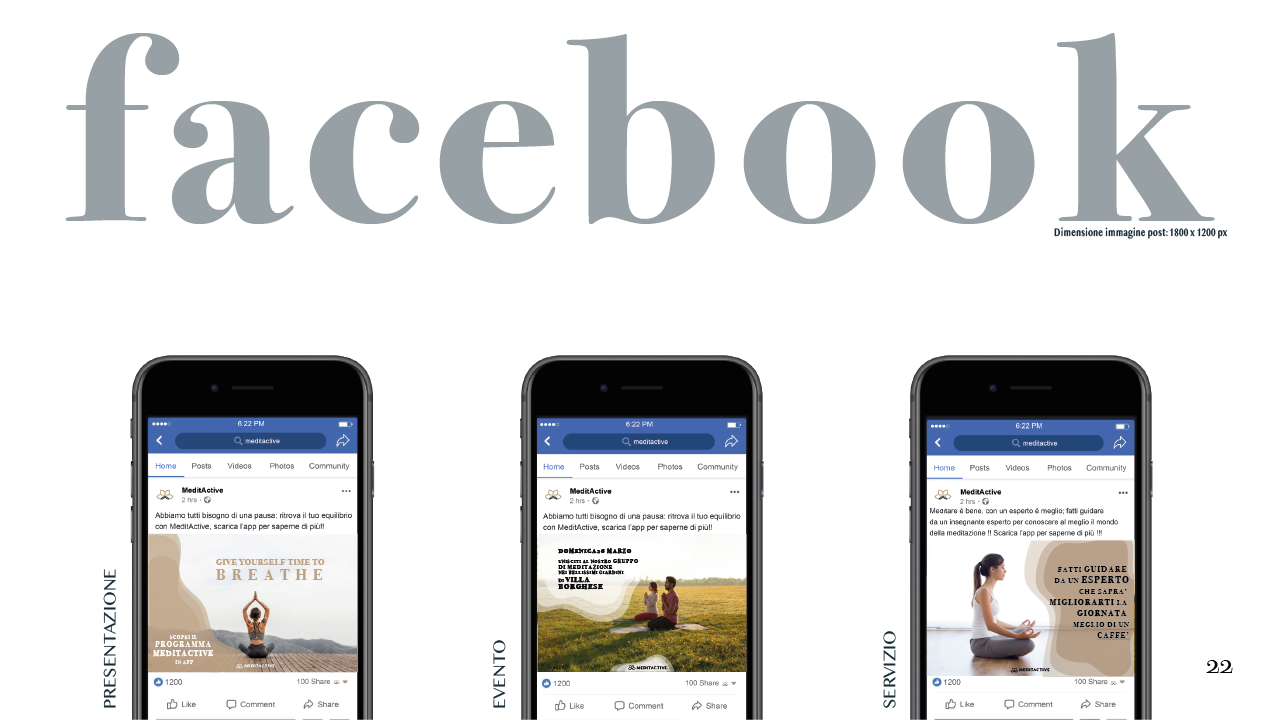 facebook
Dimensione immagine post: 1800 x 1200 px
PRESENTAZIONE
6:22 PM
meditactive
Home Posts Videos Photos Community
MeditActive
2 hrs
Abbiamo tutti bisogno di una pausa: ritrova il tuo equilibrio
con MeditActive, scarica l'app per saperne di più!!
GIVE YOURSELF TIME TO
BREATHE
SCOPRI IL
PROGRAMMA
MEDITACTIVE
IN APP
MEDITACTIVE
1200 100 Share
Like Comment Share
EVENTO
6:22 PM
meditactive
Home Posts Videos Photos Community
MeditActive
2 hrs
Abbiamo tutti bisogno di una pausa: ritrova il tuo equilibrio
con MeditActive, scarica l'app per saperne di più!!
DOMENICA 26 MARZO
UNISCITI AL NOSTRO GRUPPO
DI MEDITAZIONE
NEI BELLISSIMI GIARDINI
DI VILLA
BORGHESE
MEDITACTIVE
1200 100 Share
Like Comment Share
SERVIZIO
6:22 PM
meditactive
Home Posts Videos Photos Community
MeditActive
2 hrs
Meditare è bene, con un esperto è meglio; fatti guidare
da un insegnante esperto per conoscere al meglio il mondo
della meditazione !! Scarica l'app per saperne di più !!!
FATTI GUIDARE
DA UN ESPERTO
CHE SAPRA'
MIGLIORARTI LA
GIORNATA
MEGLIO DI UN
CAFFE'
MEDITACTIVE
1200 100 Share
Like Comment Share
22